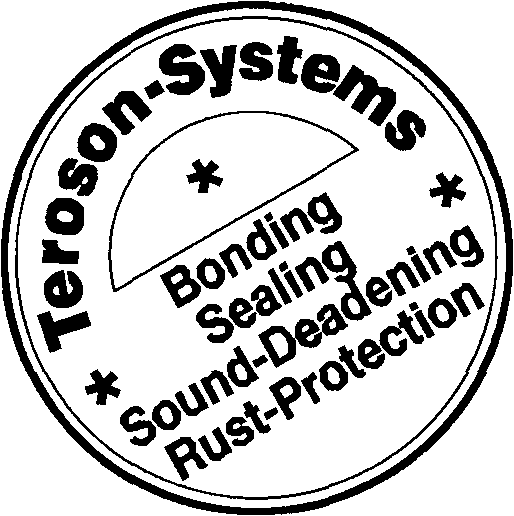 Teroson-Systems
*
*
*
Bonding
Sealing
Sound-Deadening
Rust-Protection